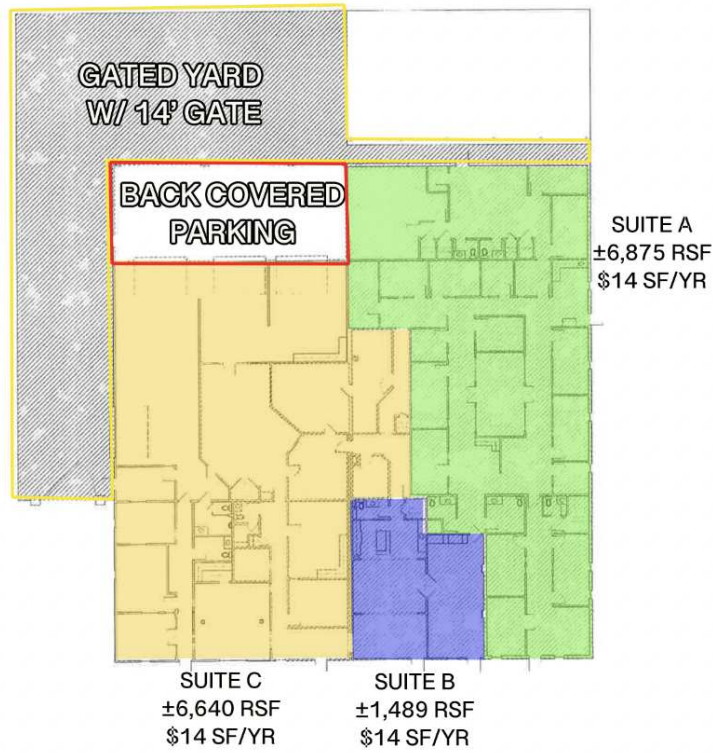 GATED YARD
W/ 14' GATE
BACK COVERED
PARKING
SUITE A
±6,875 RSF
$14 SF/YR
SUITE C
±6,640 RSF
$14 SF/YR
SUITE B
±1,489 RSF
$14 SF/YR